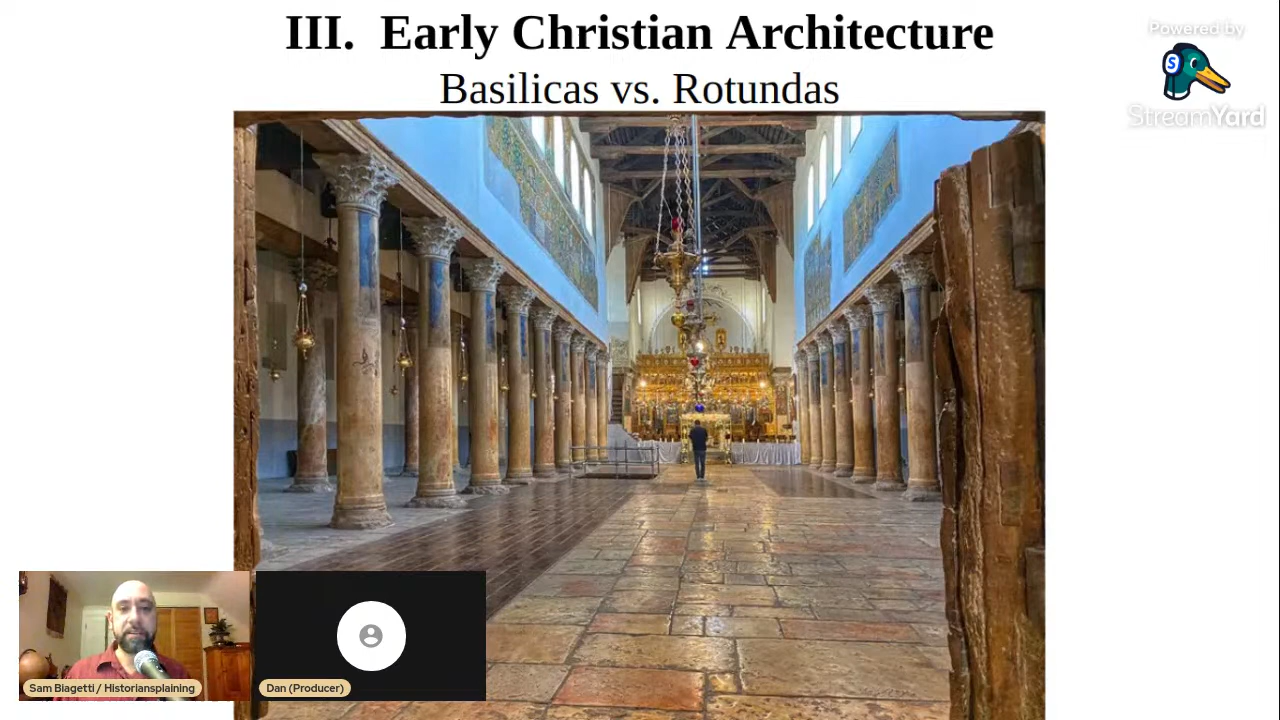 III. Early Christian Architecture
Basilicas vs. Rotundas
Powered by
S
StreamYard
Sam Biagetti / Historiansplaining
Dan (Producer)